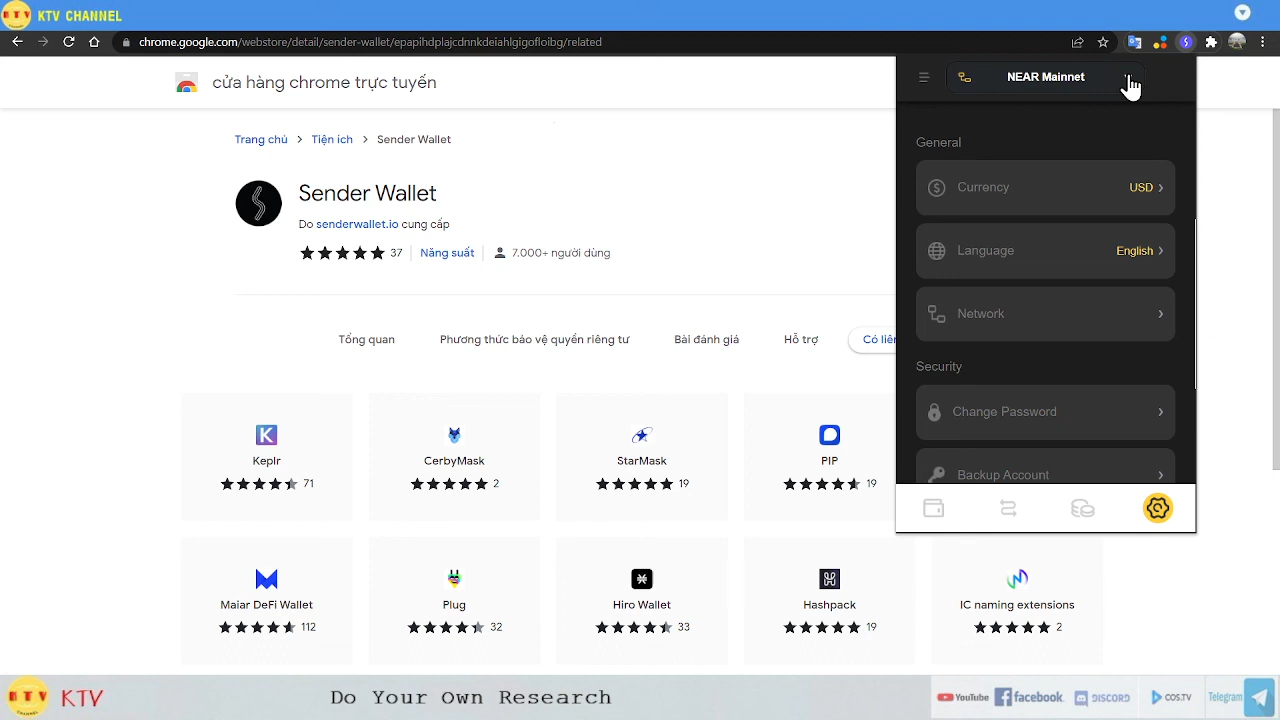 KTV KTV CHANNEL
chrome.google.com/webstore/detail/sender-wallet/epapihdplajcdnnkdeiahlgigofloibg/related
cửa hàng chrome trực tuyến
NEAR Mainnet
Trang chủ > Tiện ích > Sender Wallet
Sender Wallet
Do senderwallet.io cung cấp
37 Năng suất 7.000+ người dùng
Tổng quan Phương thức bảo vệ quyền riêng tư Bài đánh giá Hỗ trợ Có liên
General
Currency USD
Language English
Network
Security
Change Password
Backup Account
Keplr
71
CerbyMask
2
StarMask
19
PIP
19
Maiar DeFi Wallet
112
Plug
32
Hiro Wallet
33
Hashpack
19
IC naming extensions
2
KTV CHANNEL KTV
Do Your Own Research
YouTube facebook DISCORD COS.TV Telegram